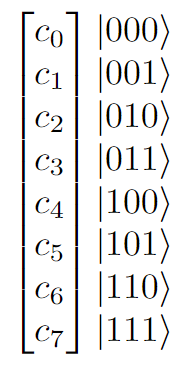 c₀ |000⟩
c₁ |001⟩
c₂ |010⟩
c₃ |011⟩
c₄ |100⟩
c₅ |101⟩
c₆ |110⟩
c₇ |111⟩